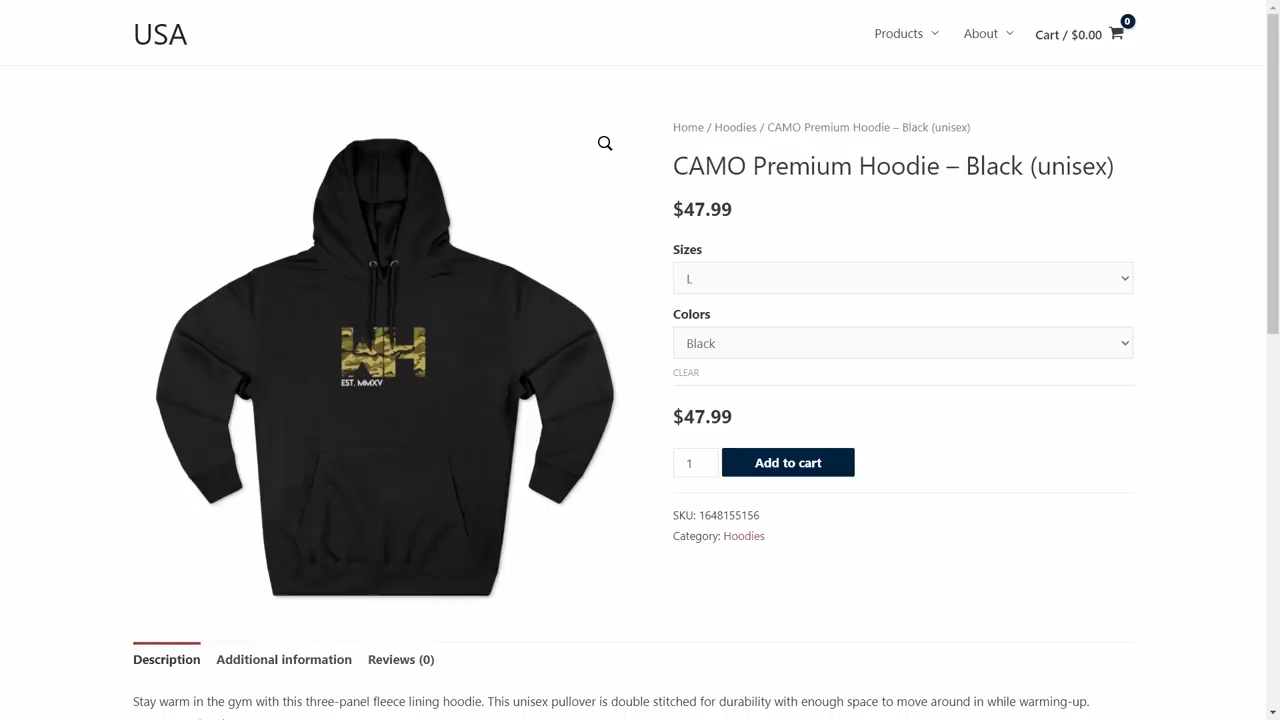 USA
Products
About
Cart / $0.00
0
Home / Hoodies / CAMO Premium Hoodie – Black (unisex)
CAMO Premium Hoodie – Black (unisex)
$47.99
Sizes
L
Colors
Black
CLEAR
$47.99
1
Add to cart
SKU: 1648155156
Category: Hoodies
WH
EST. MMXV
Description
Additional information
Reviews (0)
Stay warm in the gym with this three-panel fleece lining hoodie. This unisex pullover is double stitched for durability with enough space to move around in while warming-up.